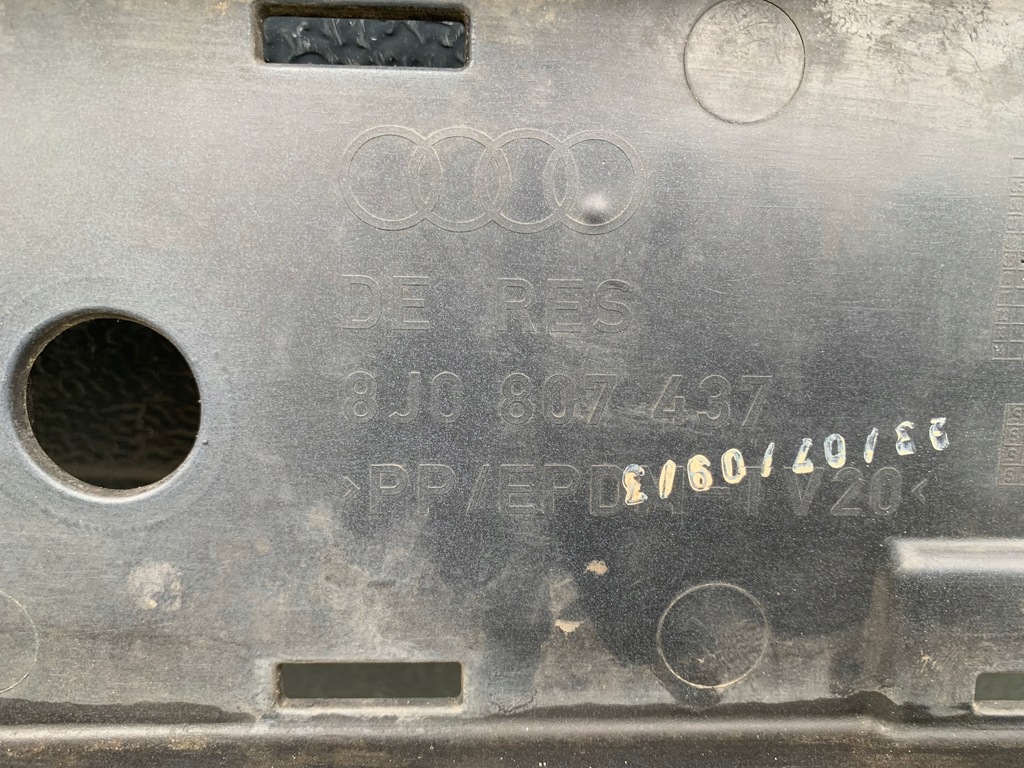 DE RES
8J0 807 437
>PP/EPDM-TV20<